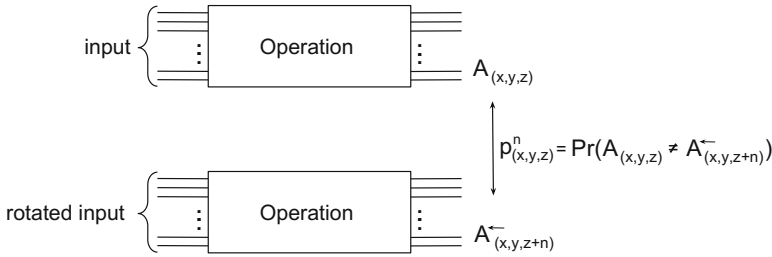 input
Operation
A(x,y,z)
p^n_(x,y,z) = Pr(A(x,y,z) ≠ A←(x,y,z+n))
rotated input
Operation
A←(x,y,z+n)